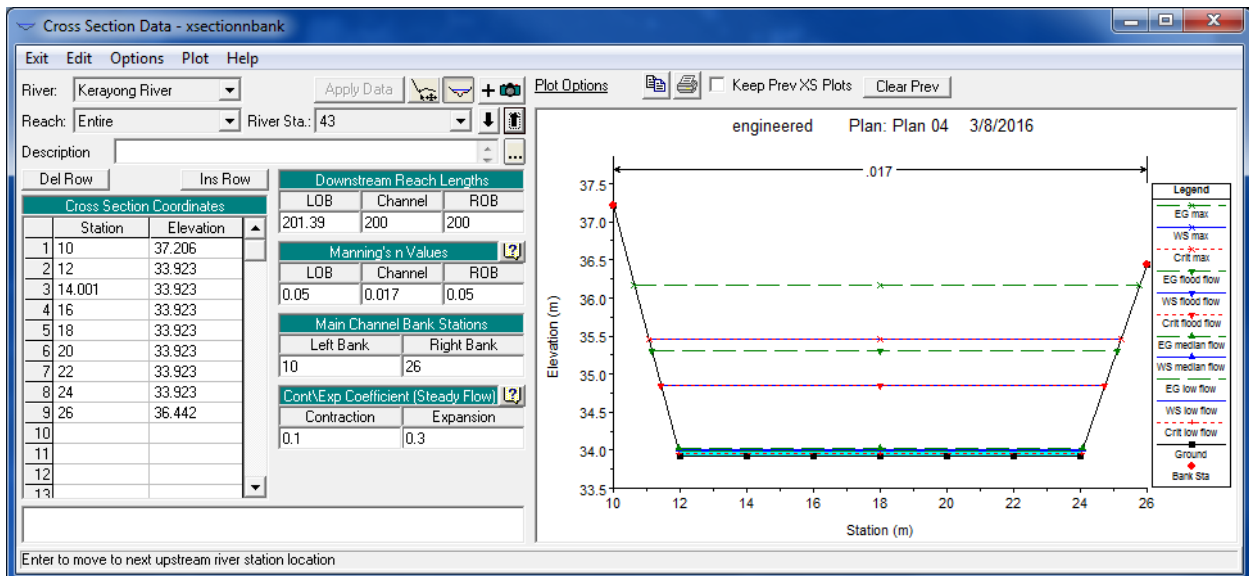 Cross Section Data - xsectionnbank
Exit Edit Options Plot Help
River: Kerayong River Apply Data
Reach: Entire River Sta.: 43
Description ...
Del Row Ins Row
Cross Section Coordinates
Station Elevation
1 10 37.206
2 12 33.923
3 14.001 33.923
4 16 33.923
5 18 33.923
6 20 33.923
7 22 33.923
8 24 33.923
9 26 36.442
10
11
12
13
Downstream Reach Lengths
LOB Channel ROB
201.39 200 200
Manning's n Values
LOB Channel ROB
0.05 0.017 0.05
Main Channel Bank Stations
Left Bank Right Bank
10 26
Cont\Exp Coefficient (Steady Flow)
Contraction Expansion
0.1 0.3
Plot Options Keep Prev XS Plots Clear Prev
engineered Plan: Plan 04 3/8/2016
.017
37.5
37.0
36.5
36.0
35.5
35.0
34.5
34.0
33.5
Elevation (m)
10 12 14 16 18 20 22 24 26
Station (m)
Legend
EG max
WS max
Crit max
EG flood flow
WS flood flow
Crit flood flow
EG median flow
WS median flow
EG low flow
WS low flow
Crit low flow
Ground
Bank Sta
Enter to move to next upstream river station location